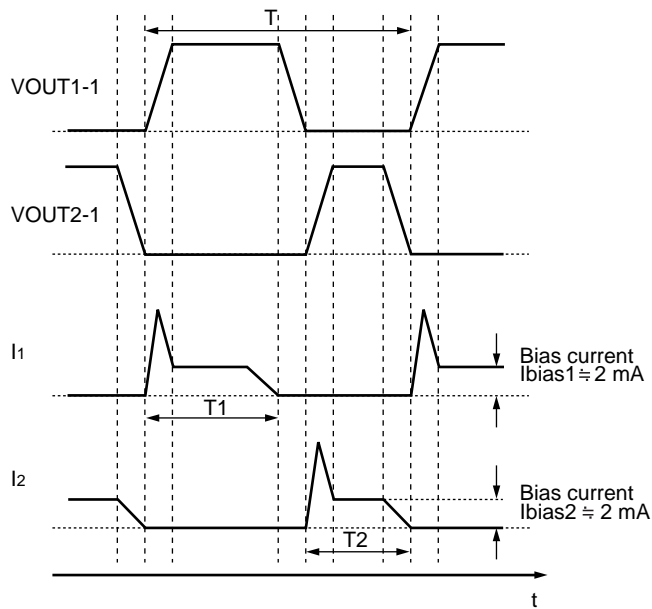 T
VOUT1-1
VOUT2-1
I1
Bias current
Ibias1 ≒ 2 mA
T1
I2
Bias current
Ibias2 ≒ 2 mA
T2
t